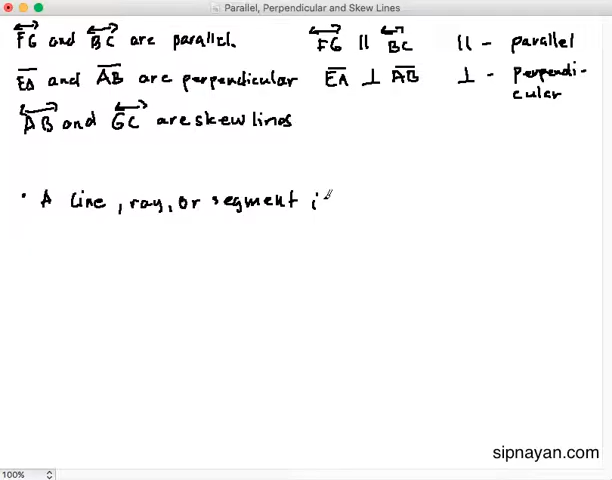 Parallel, Perpendicular and Skew Lines
FG and BC are parallel. FG || BC || - parallel
EA and AB are perpendicular EA ⊥ AB ⊥ - perpendi-
cular
AB and GC are skew lines
· A line, ray, or segment i
sipnayan.com
100%